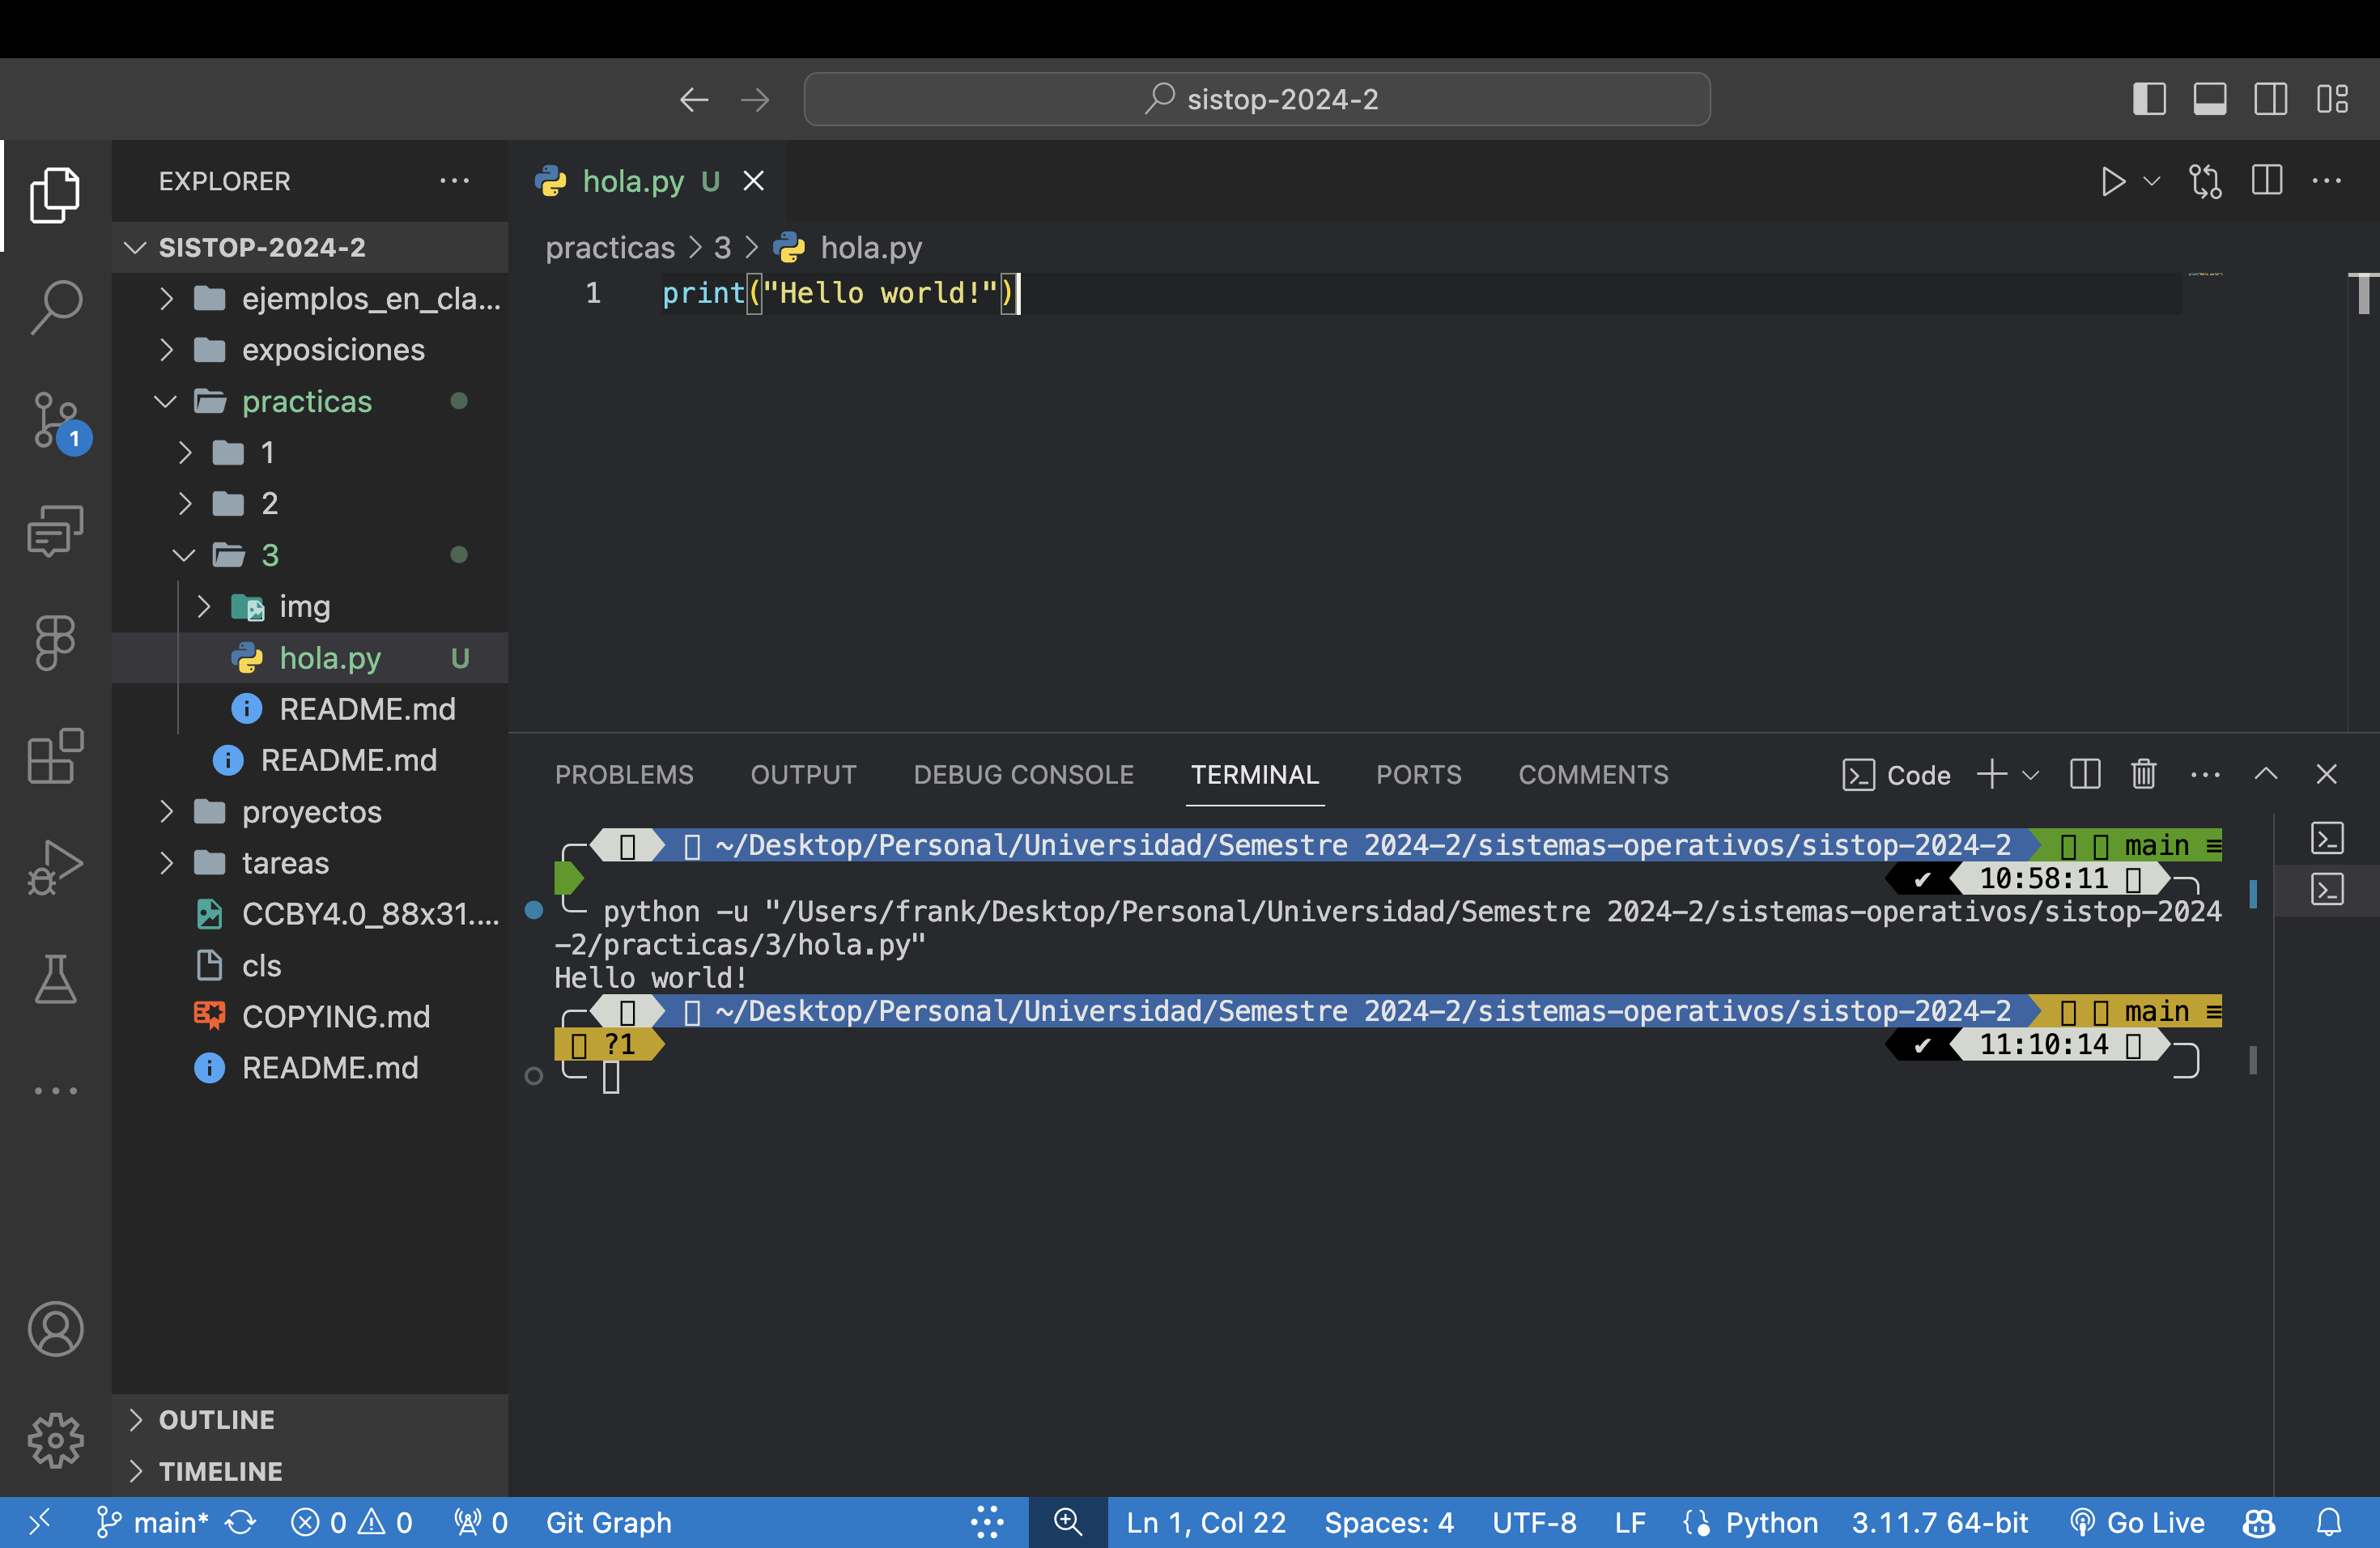 sistop-2024-2
EXPLORER
SISTOP-2024-2
ejemplos_en_cla...
exposiciones
practicas
1
2
3
img
hola.py U
README.md
README.md
proyectos
tareas
CCBY4.0_88x31....
cls
COPYING.md
README.md
OUTLINE
TIMELINE
1
hola.py U
practicas > 3 > hola.py
1 print("Hello world!")
PROBLEMS OUTPUT DEBUG CONSOLE TERMINAL PORTS COMMENTS Code
~/Desktop/Personal/Universidad/Semestre 2024-2/sistemas-operativos/sistop-2024-2 main ≡
✔ 10:58:11
python -u "/Users/frank/Desktop/Personal/Universidad/Semestre 2024-2/sistemas-operativos/sistop-2024
-2/practicas/3/hola.py"
Hello world!
~/Desktop/Personal/Universidad/Semestre 2024-2/sistemas-operativos/sistop-2024-2 main ≡
?1 ✔ 11:10:14
main* 0 0 0 Git Graph Ln 1, Col 22 Spaces: 4 UTF-8 LF Python 3.11.7 64-bit Go Live